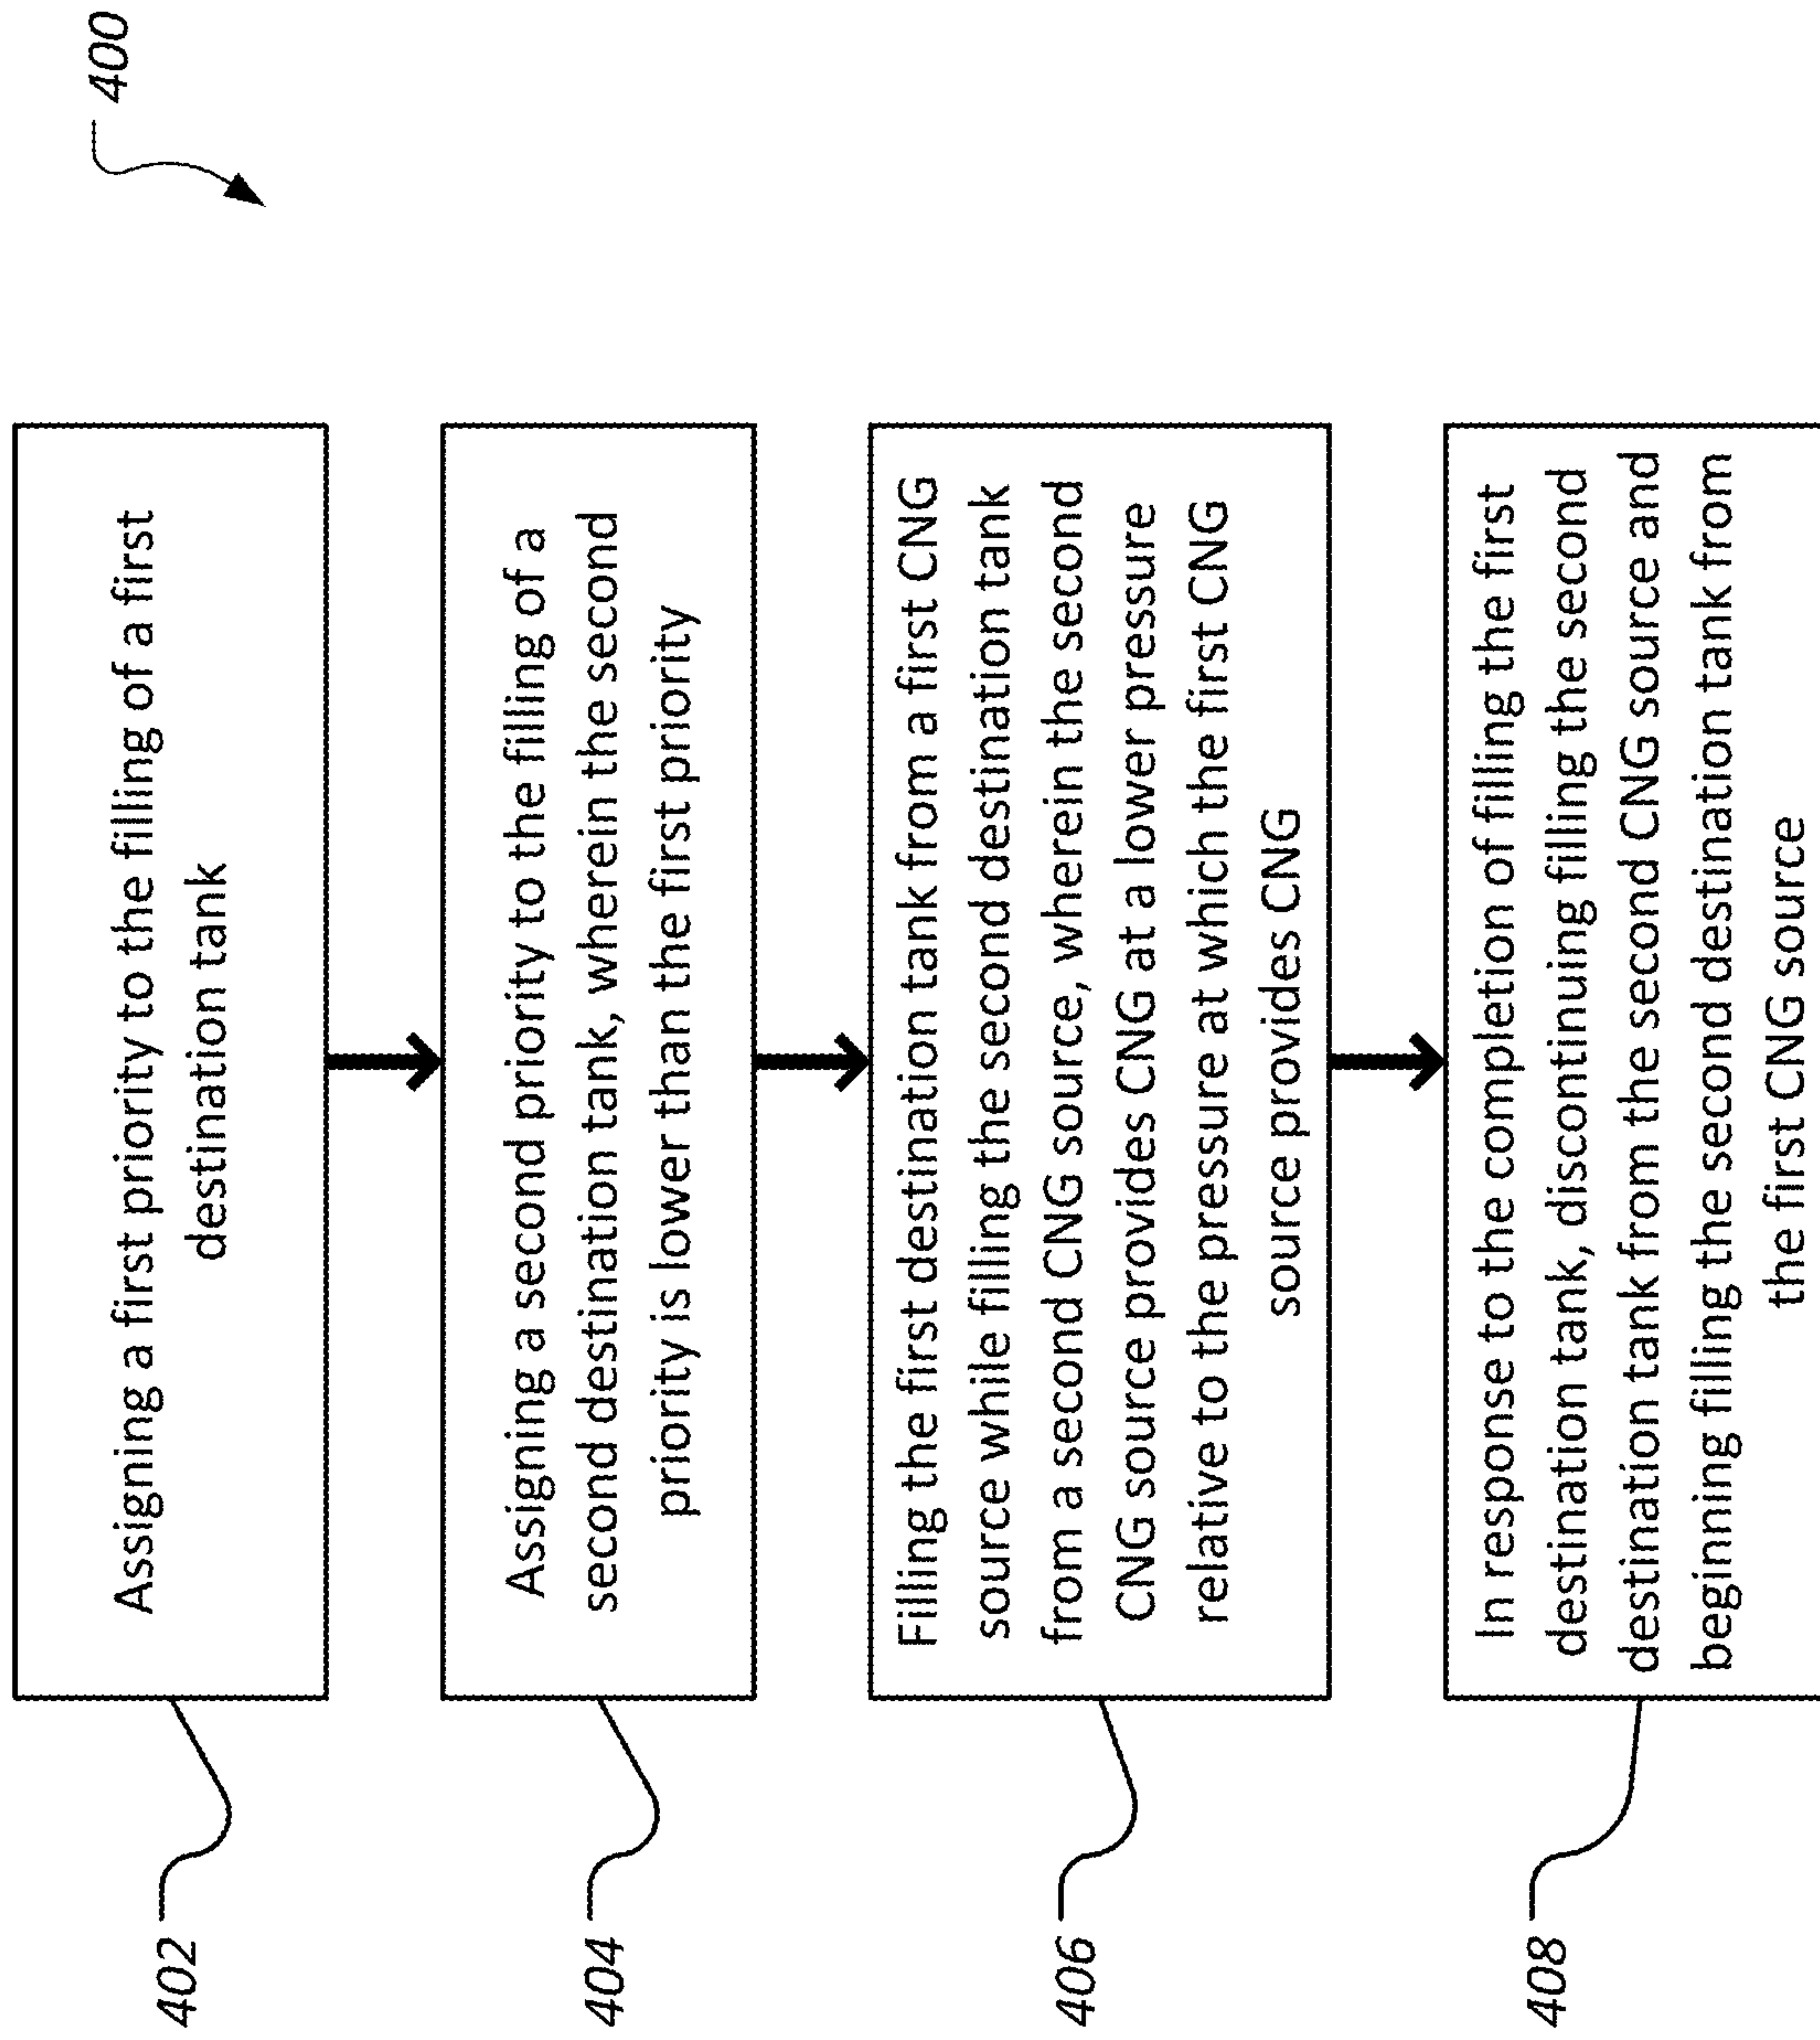 400
402
Assigning a first priority to the filling of a first
destination tank
404
Assigning a second priority to the filling of a
second destination tank, wherein the second
priority is lower than the first priority
406
Filling the first destination tank from a first CNG
source while filling the second destination tank
from a second CNG source, wherein the second
CNG source provides CNG at a lower pressure
relative to the pressure at which the first CNG
source provides CNG
408
In response to the completion of filling the first
destination tank, discontinuing filling the second
destination tank from the second CNG source and
beginning filling the second destination tank from
the first CNG source